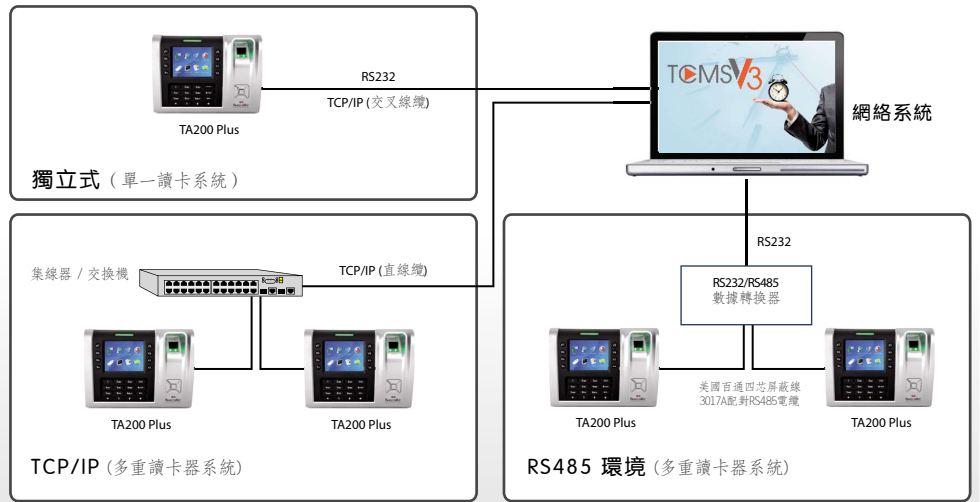 RS232
TCP/IP (交叉線纜)
TA200 Plus
獨立式 (單一讀卡系統)
TCMSV3
網絡系統
集線器 / 交換機
TCP/IP (直線纜)
TA200 Plus
TA200 Plus
TCP/IP (多重讀卡器系統)
RS232
RS232/RS485
數據轉換器
美國百通四芯屏蔽線
3017A配對RS485電纜
TA200 Plus
TA200 Plus
RS485 環境 (多重讀卡器系統)